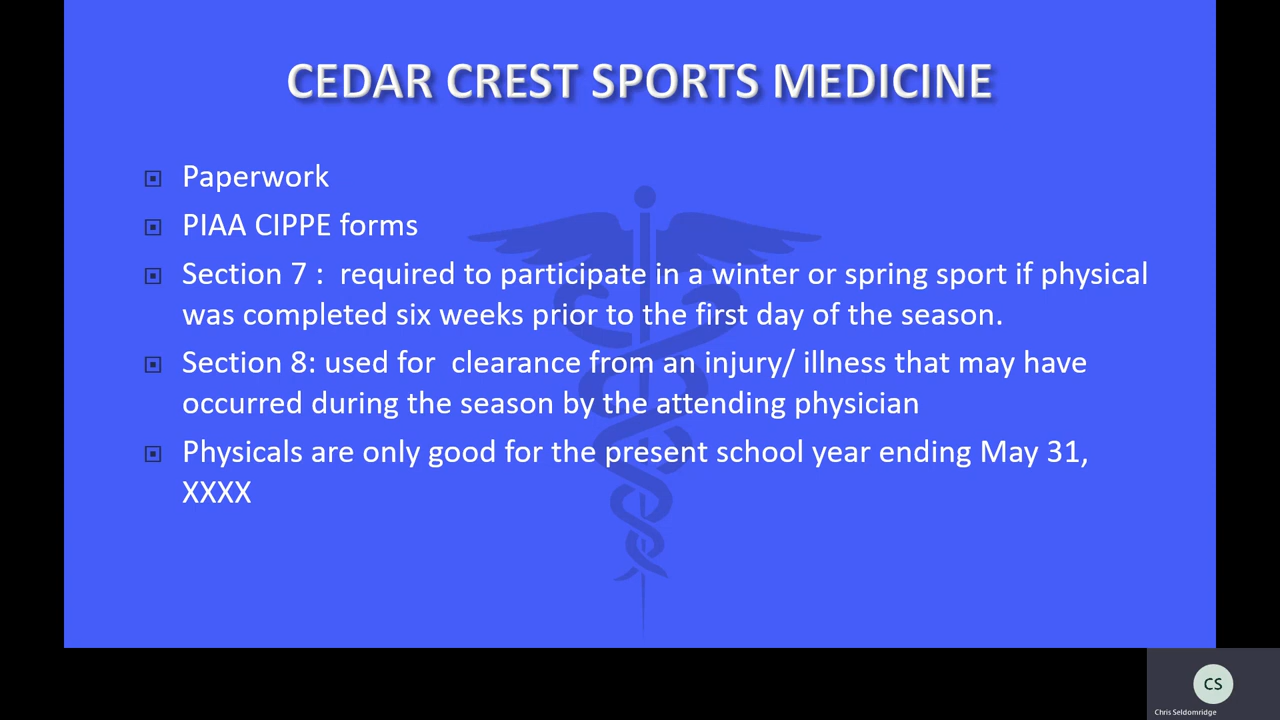 CEDAR CREST SPORTS MEDICINE
Paperwork
PIAA CIPPE forms
Section 7 :  required to participate in a winter or spring sport if physical
was completed six weeks prior to the first day of the season.
Section 8: used for  clearance from an injury/ illness that may have
occurred during the season by the attending physician
Physicals are only good for the present school year ending May 31,
XXXX
CS
Chris Seldomridge